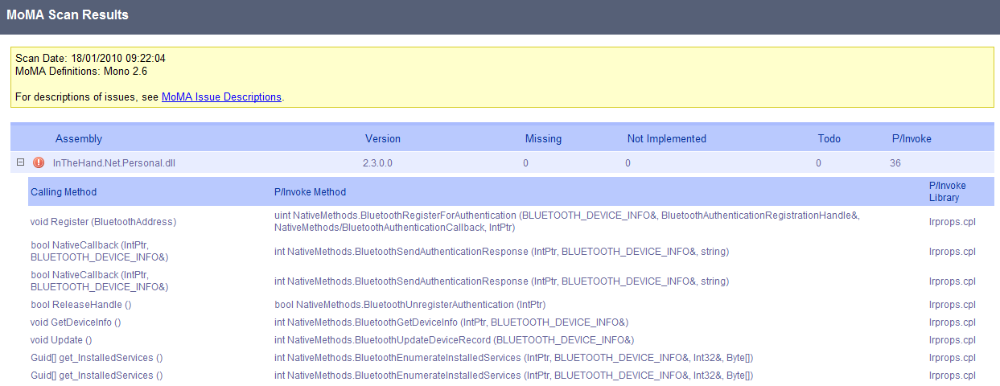 MoMA Scan Results
Scan Date: 18/01/2010 09:22:04
MoMA Definitions: Mono 2.6
For descriptions of issues, see MoMA Issue Descriptions.
Assembly Version Missing Not Implemented Todo P/Invoke
InTheHand.Net.Personal.dll 2.3.0.0 0 0 0 36
Calling Method P/Invoke Method P/Invoke
Library
void Register (BluetoothAddress) uint NativeMethods.BluetoothRegisterForAuthentication (BLUETOOTH_DEVICE_INFO&, BluetoothAuthenticationRegistrationHandle&,
NativeMethods/BluetoothAuthenticationCallback, IntPtr) Irprops.cpl
bool NativeCallback (IntPtr,
BLUETOOTH_DEVICE_INFO&) int NativeMethods.BluetoothSendAuthenticationResponse (IntPtr, BLUETOOTH_DEVICE_INFO&, string) Irprops.cpl
bool NativeCallback (IntPtr,
BLUETOOTH_DEVICE_INFO&) int NativeMethods.BluetoothSendAuthenticationResponse (IntPtr, BLUETOOTH_DEVICE_INFO&, string) Irprops.cpl
bool ReleaseHandle () bool NativeMethods.BluetoothUnregisterAuthentication (IntPtr) Irprops.cpl
void GetDeviceInfo () int NativeMethods.BluetoothGetDeviceInfo (IntPtr, BLUETOOTH_DEVICE_INFO&) Irprops.cpl
void Update () int NativeMethods.BluetoothUpdateDeviceRecord (BLUETOOTH_DEVICE_INFO&) Irprops.cpl
Guid[] get_InstalledServices () int NativeMethods.BluetoothEnumerateInstalledServices (IntPtr, BLUETOOTH_DEVICE_INFO&, Int32&, Byte[]) Irprops.cpl
Guid[] get_InstalledServices () int NativeMethods.BluetoothEnumerateInstalledServices (IntPtr, BLUETOOTH_DEVICE_INFO&, Int32&, Byte[]) Irprops.cpl